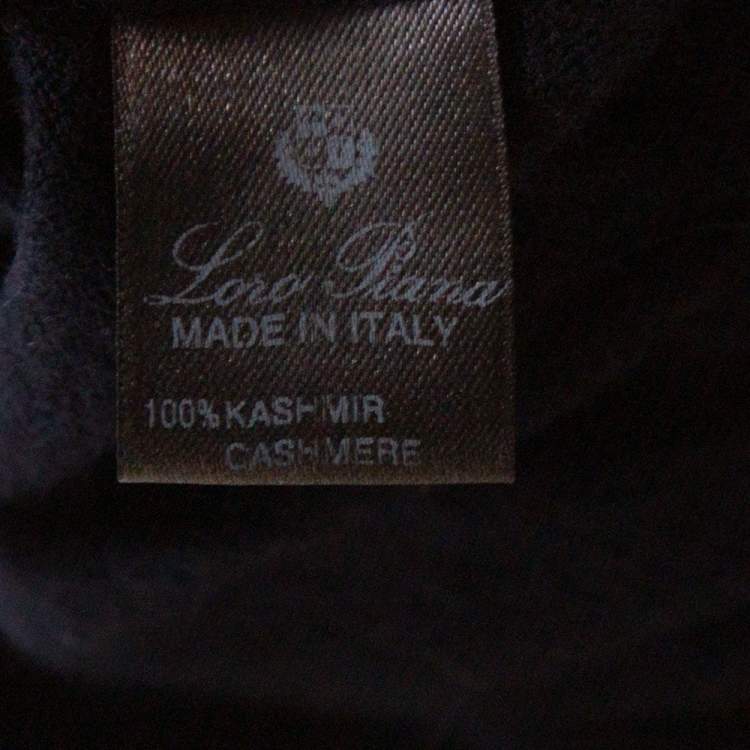 Loro Piana
MADE IN ITALY
100% KASHMIR
CASHMERE